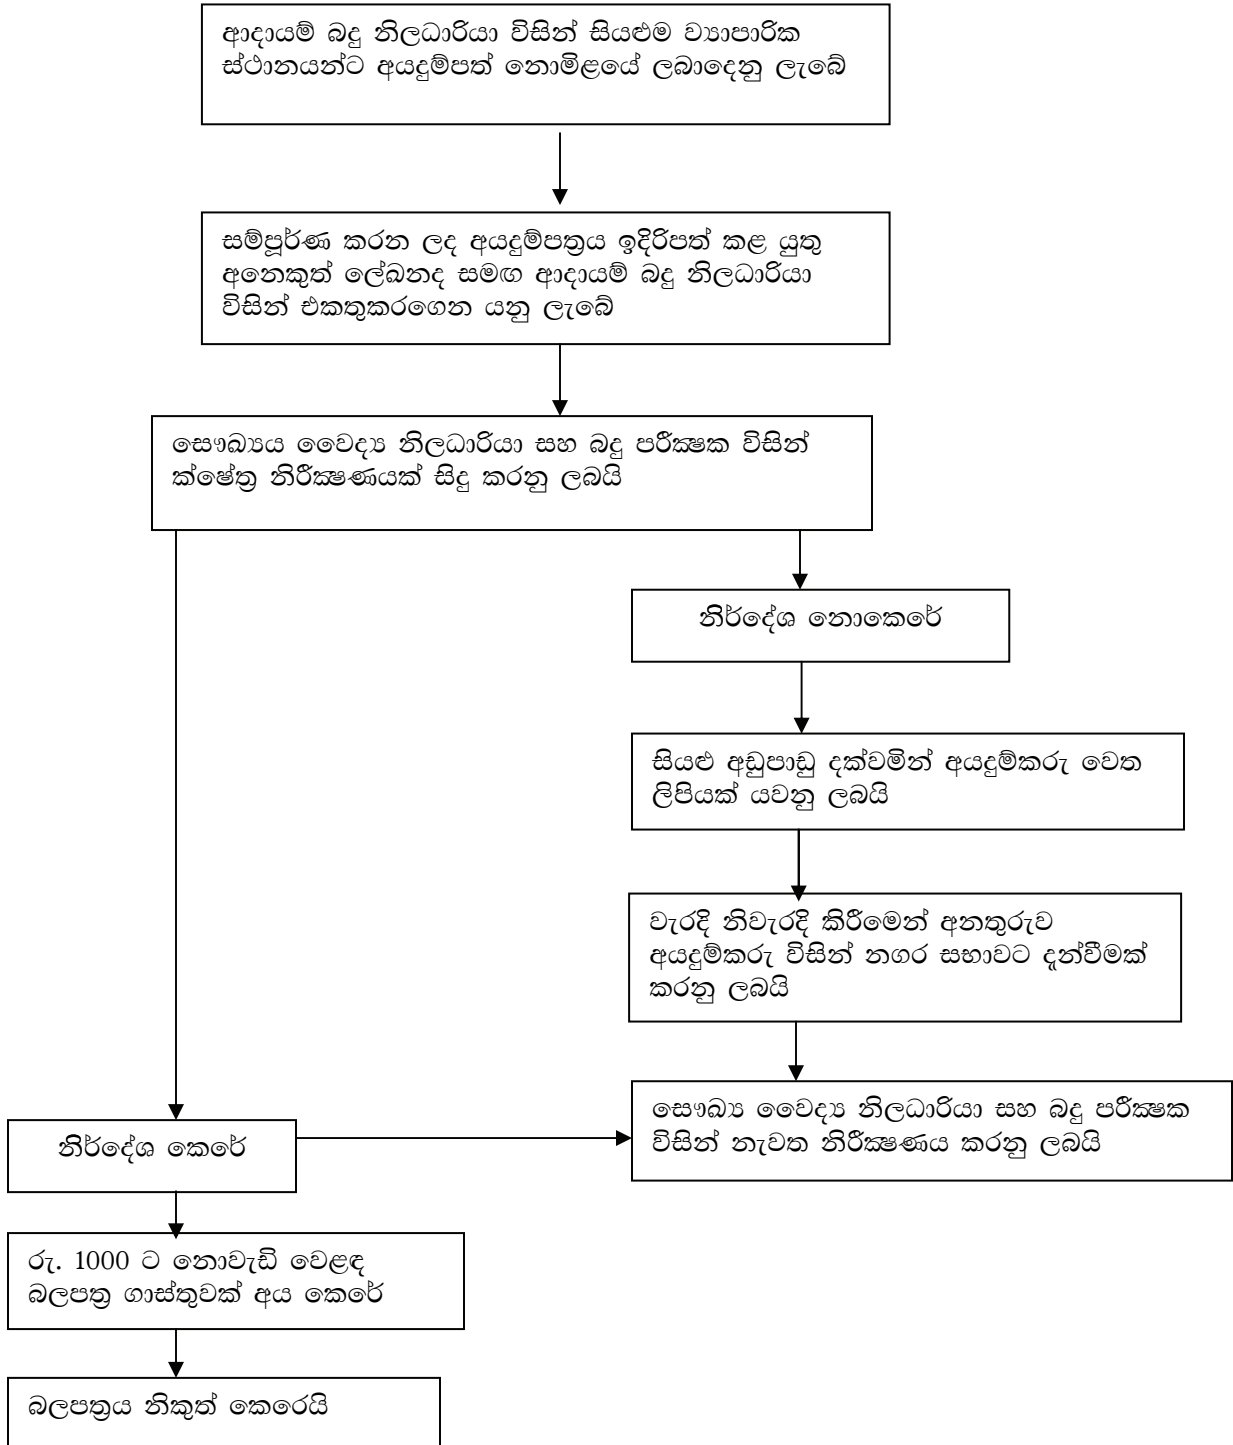 ආදායම් බදු නිලධාරියා විසින් සියළුම ව්‍යාපාරික
ස්ථානයන්ට අයදුම්පත් නොමිළයේ ලබාදෙනු ලැබේ
සම්පූර්ණ කරන ලද අයදුම්පත්‍රය ඉදිරිපත් කළ යුතු
අනෙකුත් ලේඛනද සමඟ ආදායම් බදු නිලධාරියා
විසින් එකතුකරගෙන යනු ලැබේ
සෞඛ්‍යය වෛද්‍ය නිලධාරියා සහ බදු පරීක්‍ෂක විසින්
ක්ෂේත්‍ර නිරීක්‍ෂණයක් සිදු කරනු ලබයි
නිර්දේශ නොකෙරේ
සියළු අඩුපාඩු දක්වමින් අයදුම්කරු වෙත
ලිපියක් යවනු ලබයි
වැරදි නිවැරදි කිරීමෙන් අනතුරුව
අයදුම්කරු විසින් නගර සභාවට දැන්වීමක්
කරනු ලබයි
සෞඛ්‍ය වෛද්‍ය නිලධාරියා සහ බදු පරීක්‍ෂක
විසින් නැවත නිරීක්‍ෂණය කරනු ලබයි
නිර්දේශ කෙරේ
රු. 1000 ට නොවැඩි වෙළඳ
බලපත්‍ර ගාස්තුවක් අය කෙරේ
බලපත්‍රය නිකුත් කෙරෙයි